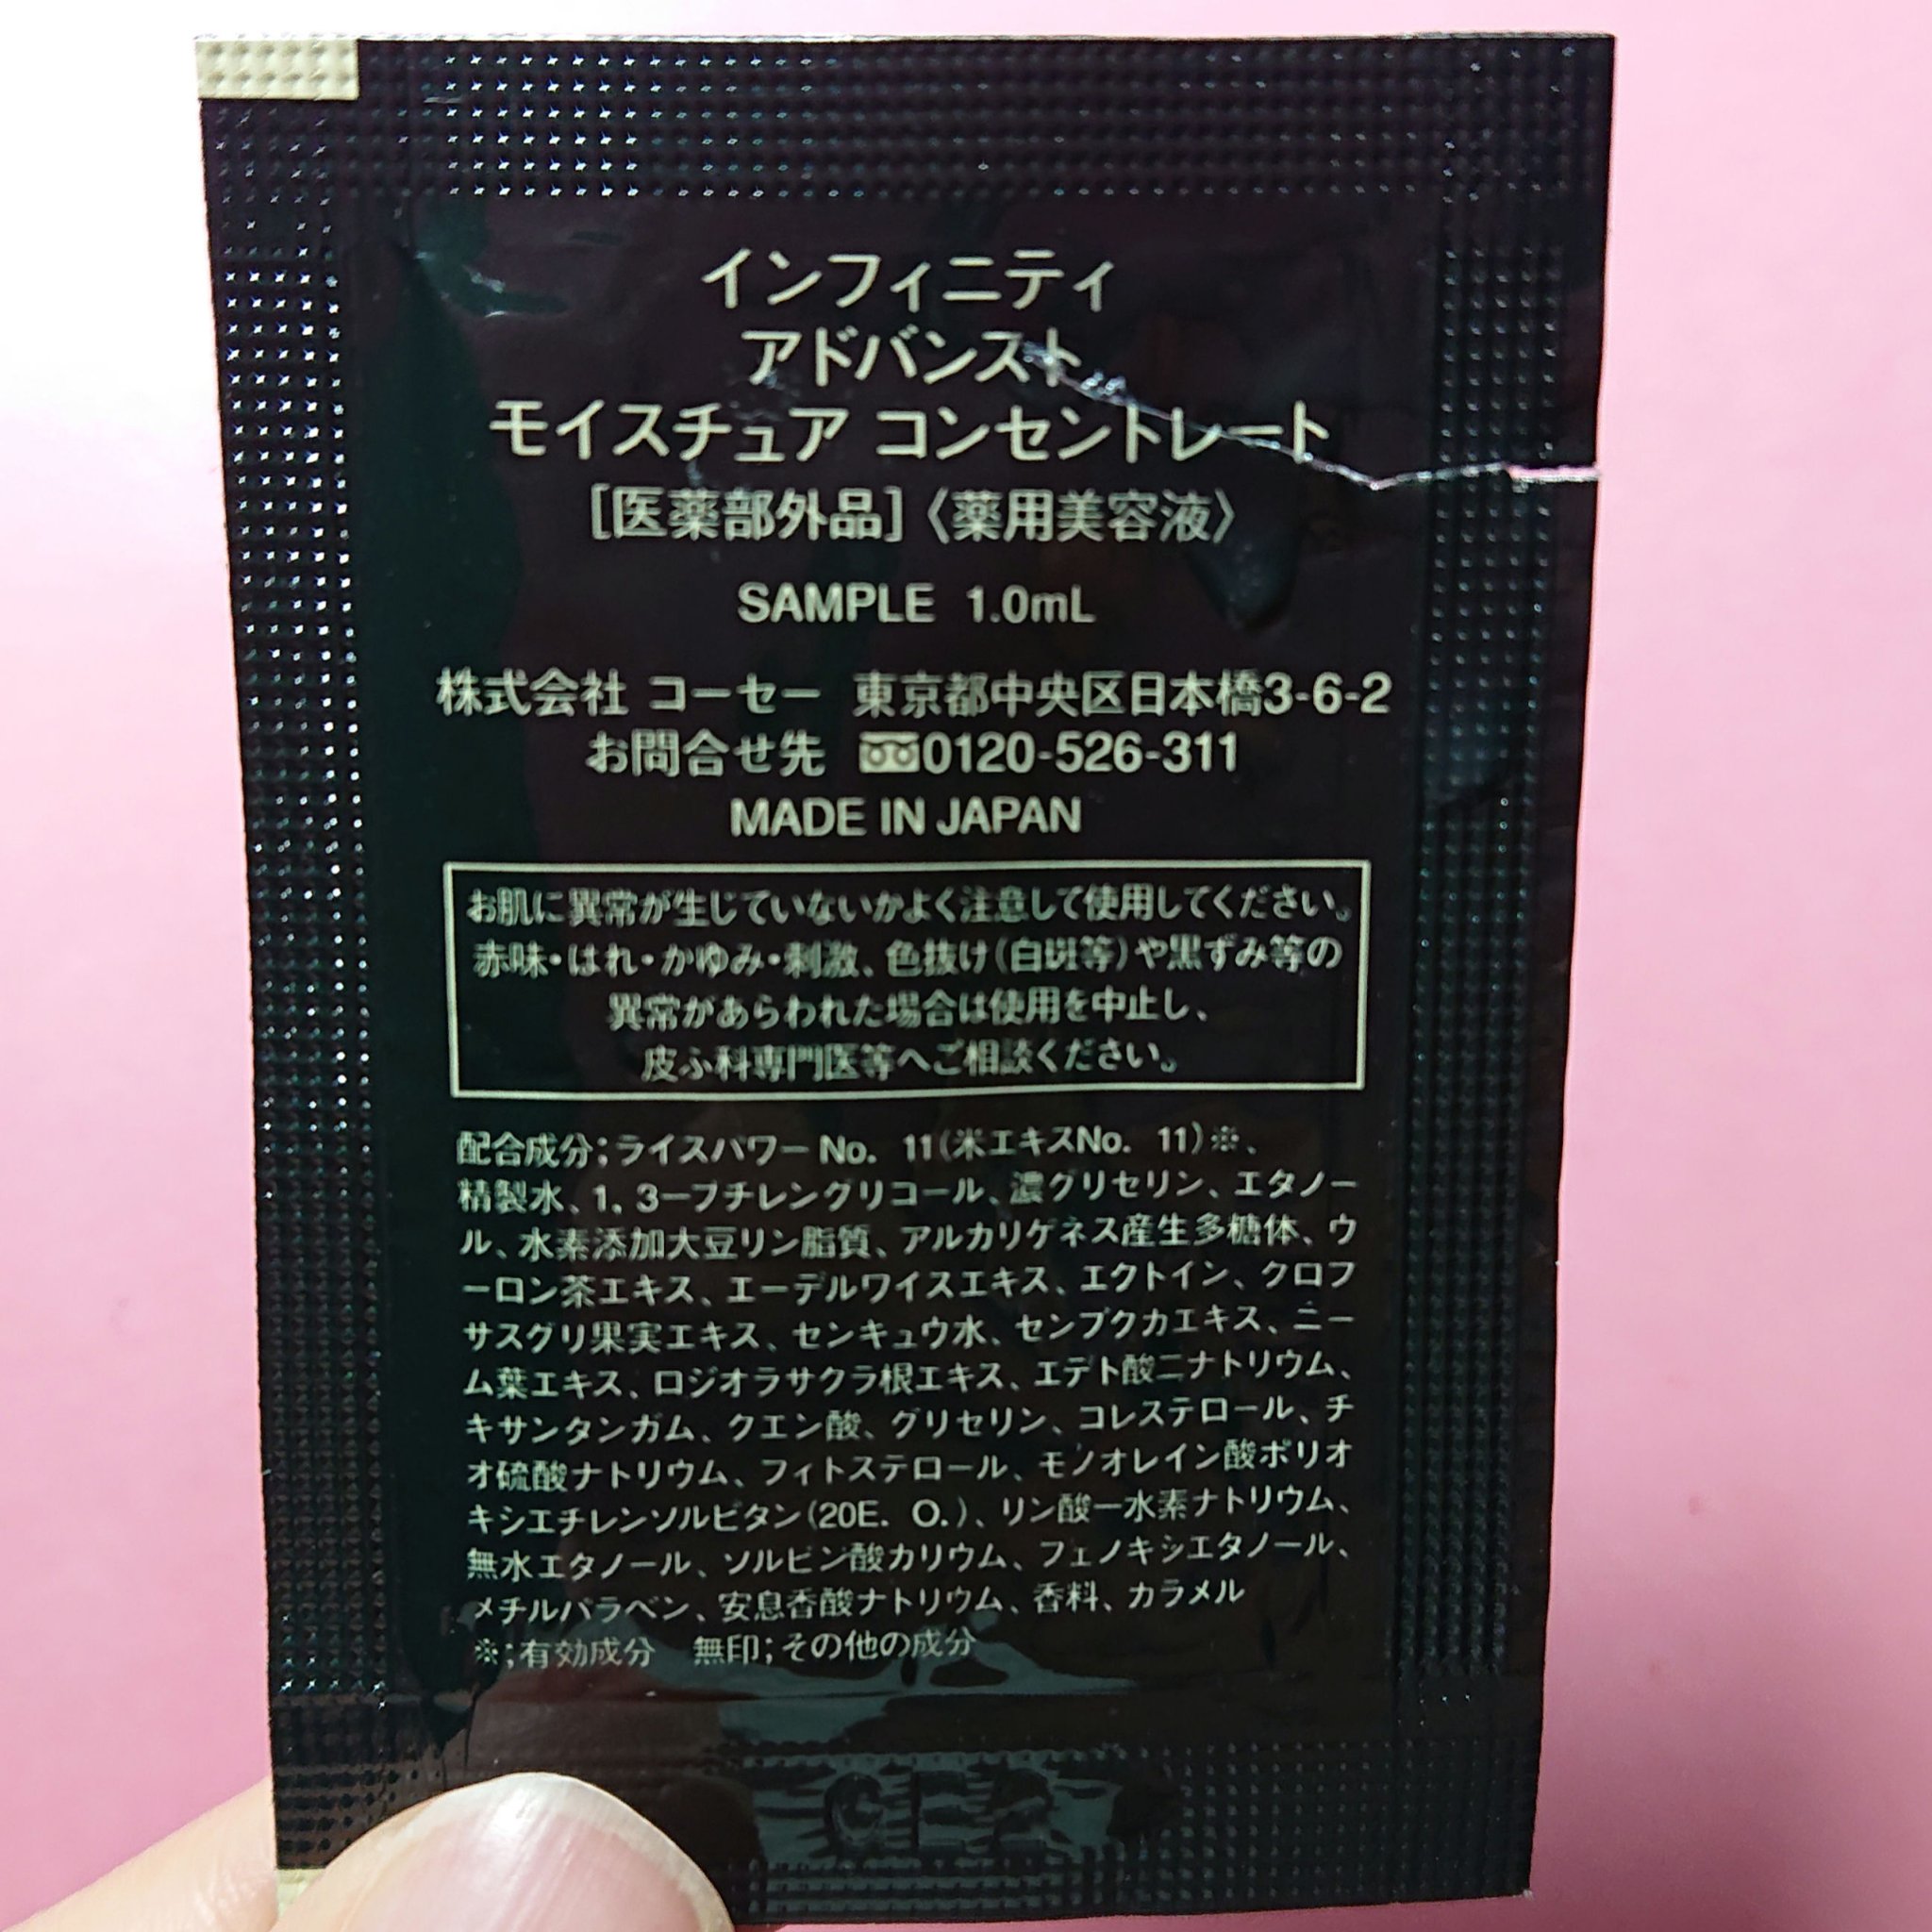 インフィニティ
アドバンスト
モイスチュア コンセントレート
［医薬部外品］〈薬用美容液〉
SAMPLE 1.0mL
株式会社 コーセー 東京都中央区日本橋3-6-2
お問合せ先 0120-526-311
MADE IN JAPAN
お肌に異常が生じていないかよく注意して使用してください。
赤味・はれ・かゆみ・刺激、色抜け（白斑等）や黒ずみ等の
異常があらわれた場合は使用を中止し、
皮ふ科専門医等へご相談ください。
配合成分；ライスパワー No. 11（米エキスNo. 11）※、
精製水、1, 3ーブチレングリコール、濃グリセリン、エタノー
ル、水素添加大豆リン脂質、アルカリゲネス産生多糖体、ウ
ーロン茶エキス、エーデルワイスエキス、エクトイン、クロフ
サスグリ果実エキス、センキュウ水、センプクカエキス、ニー
ム葉エキス、ロジオラサクラ根エキス、エデト酸二ナトリウム、
キサンタンガム、クエン酸、グリセリン、コレステロール、チ
オ硫酸ナトリウム、フィトステロール、モノオレイン酸ポリオ
キシエチレンソルビタン（20E. O.）、リン酸一水素ナトリウム、
無水エタノール、ソルビン酸カリウム、フェノキシエタノール、
メチルパラベン、安息香酸ナトリウム、香料、カラメル
※；有効成分 無印；その他の成分